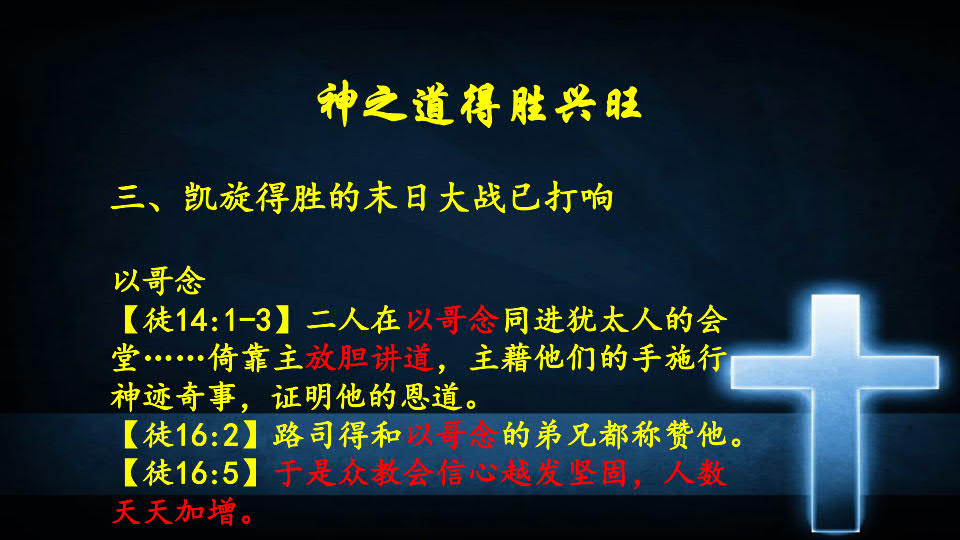 神之道得胜兴旺
三、凯旋得胜的末日大战已打响
以哥念
【徒14:1-3】二人在以哥念同进犹太人的会
堂……倚靠主放胆讲道，主藉他们的手施行
神迹奇事，证明他的恩道。
【徒16:2】路司得和以哥念的弟兄都称赞他。
【徒16:5】于是众教会信心越发坚固，人数
天天加增。